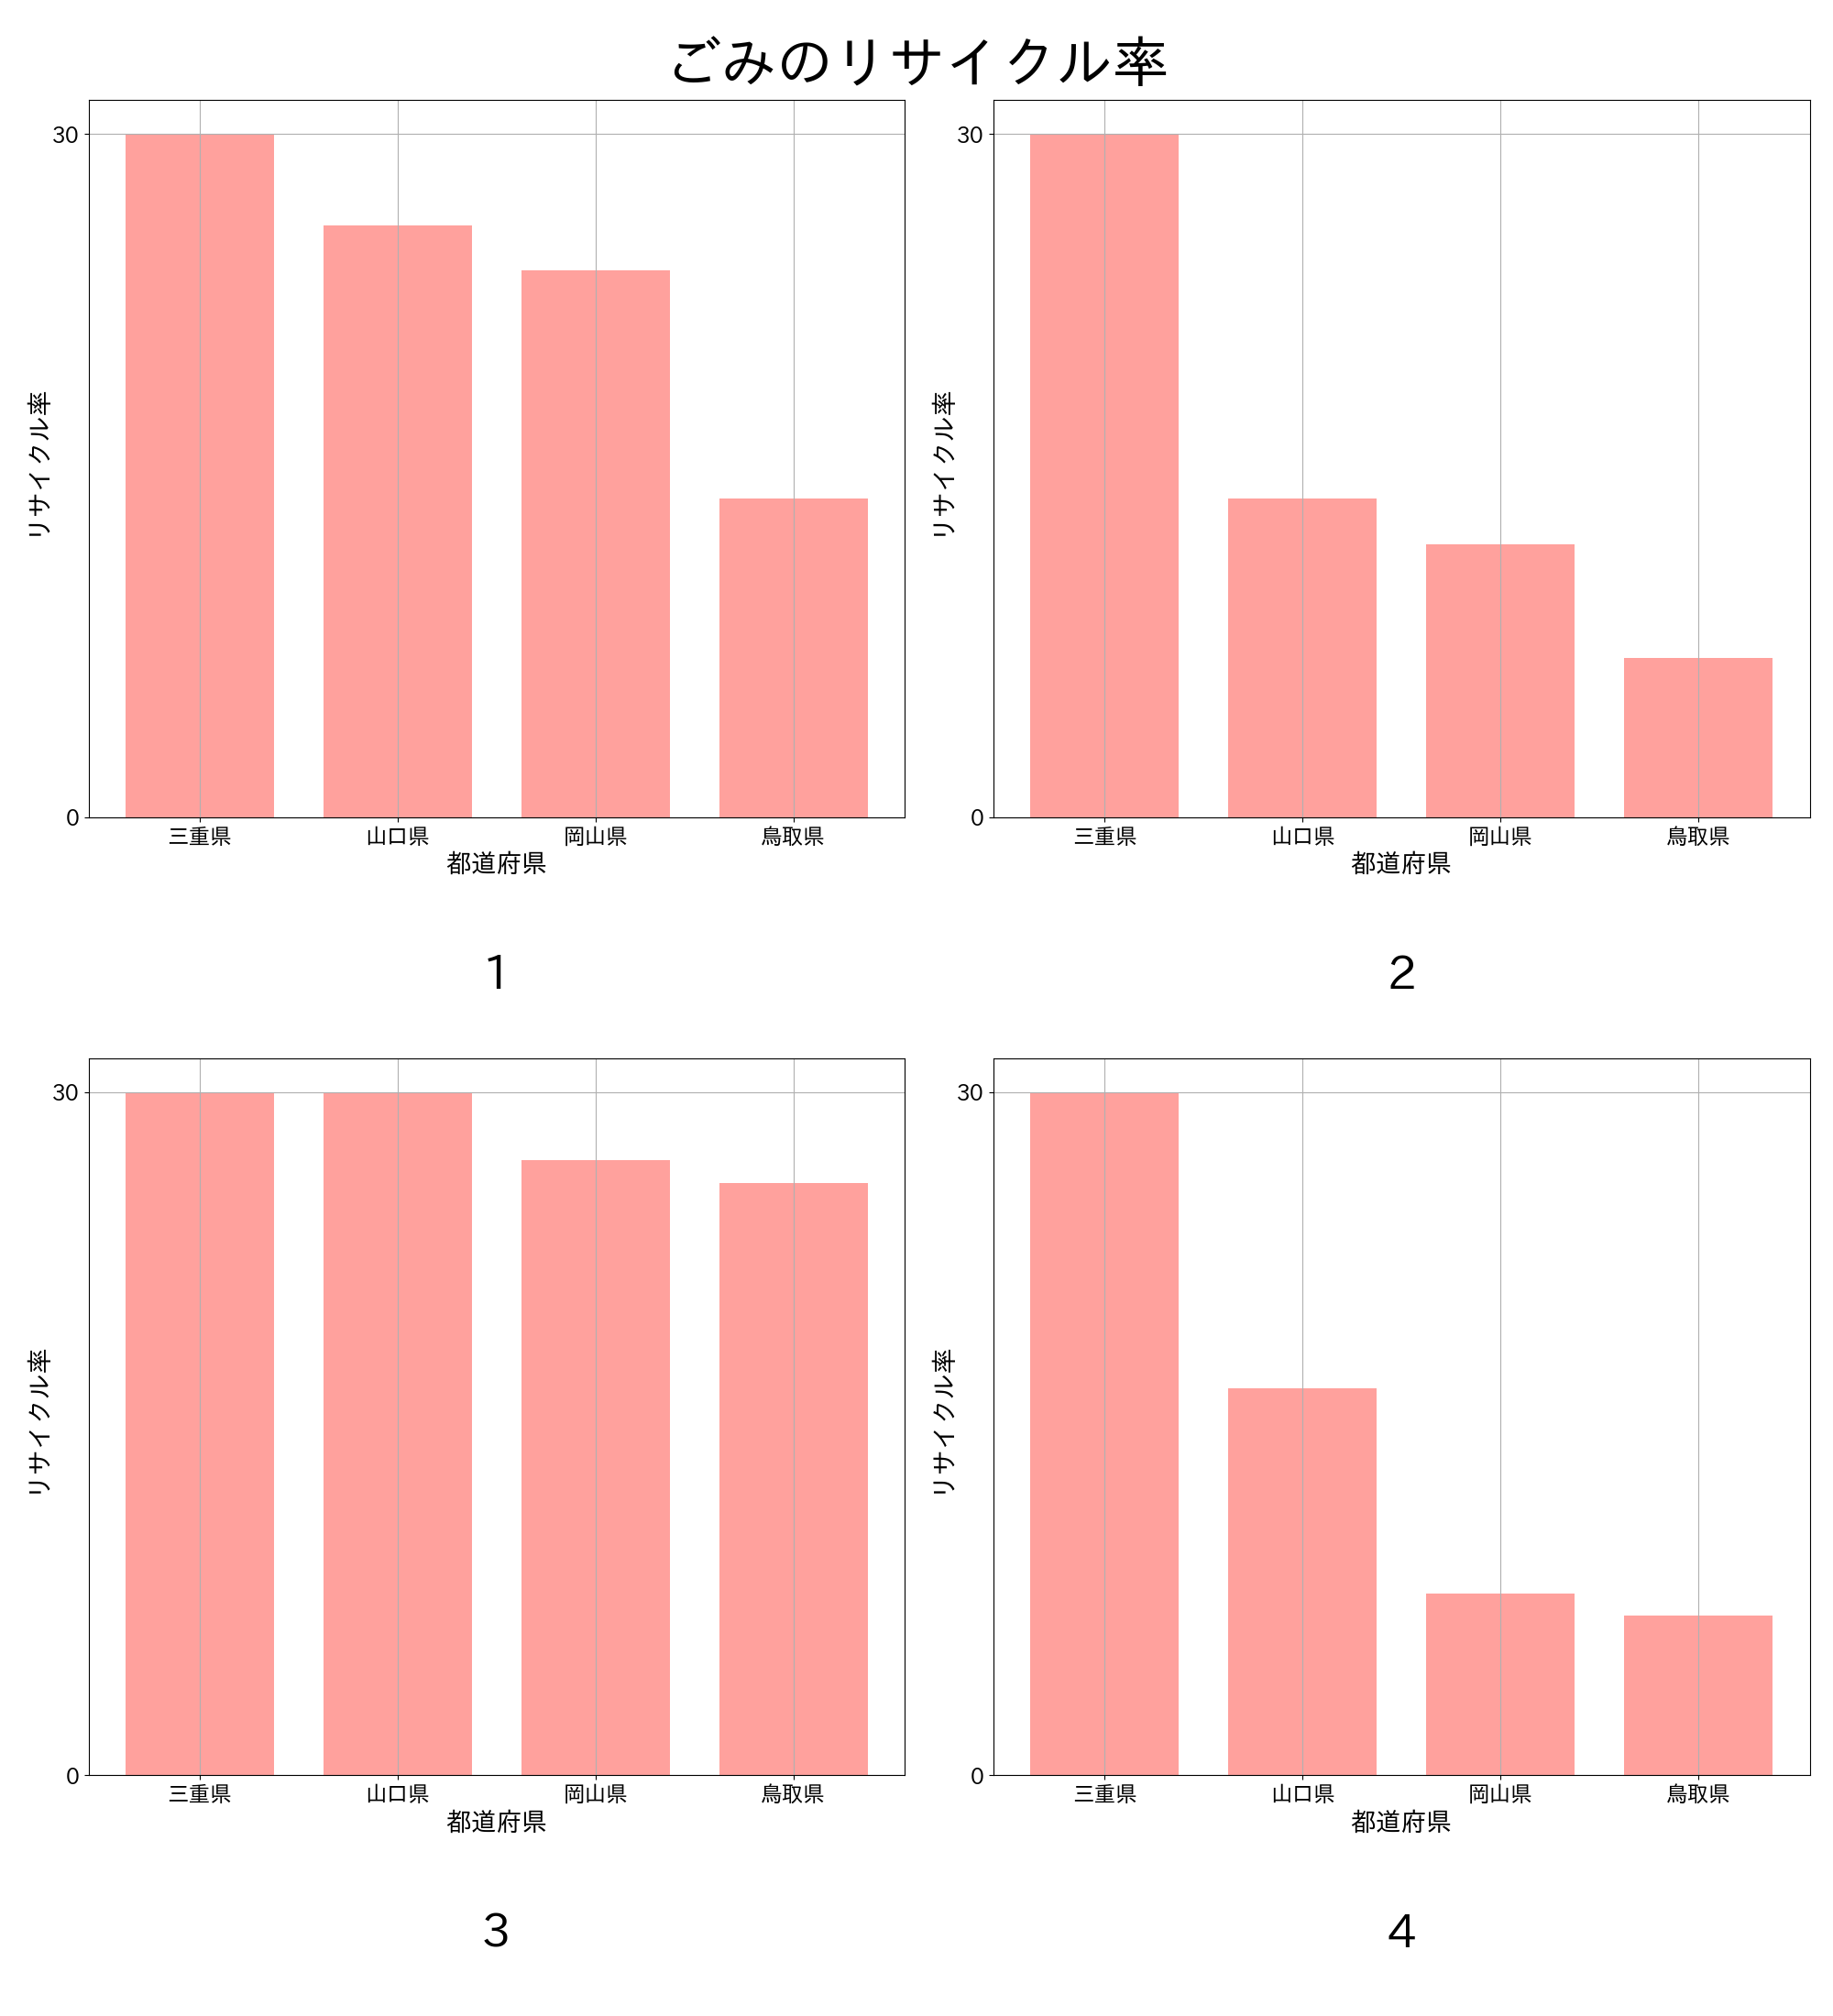 ごみのリサイクル率
30
0
リサイクル率
三重県 山口県 岡山県 鳥取県
都道府県
1
30
0
リサイクル率
三重県 山口県 岡山県 鳥取県
都道府県
2
30
0
リサイクル率
三重県 山口県 岡山県 鳥取県
都道府県
3
30
0
リサイクル率
三重県 山口県 岡山県 鳥取県
都道府県
4